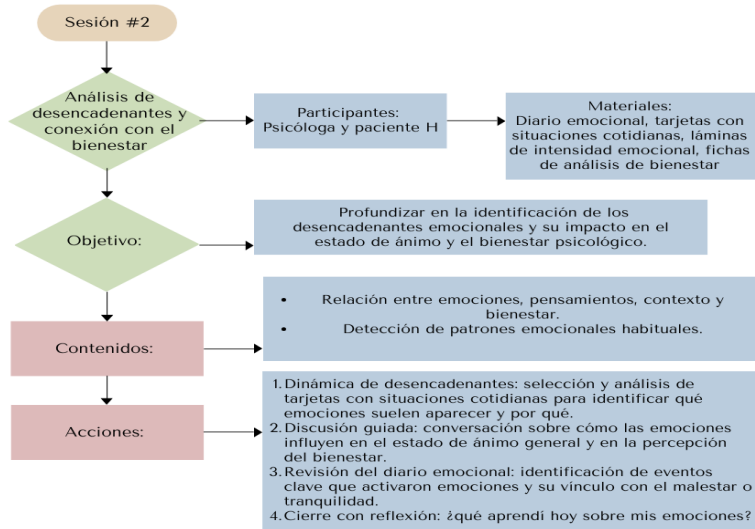 Sesión #2
Análisis de
desencadenantes y
conexión con el
bienestar
Participantes:
Psicóloga y paciente H
Materiales:
Diario emocional, tarjetas con
situaciones cotidianas, láminas
de intensidad emocional, fichas
de análisis de bienestar
Objetivo:
Profundizar en la identificación de los
desencadenantes emocionales y su impacto en el
estado de ánimo y el bienestar psicológico.
Contenidos:
• Relación entre emociones, pensamientos, contexto y
bienestar.
• Detección de patrones emocionales habituales.
Acciones:
1. Dinámica de desencadenantes: selección y análisis de
tarjetas con situaciones cotidianas para identificar qué
emociones suelen aparecer y por qué.
2. Discusión guiada: conversación sobre cómo las emociones
influyen en el estado de ánimo general y en la percepción
del bienestar.
3. Revisión del diario emocional: identificación de eventos
clave que activaron emociones y su vínculo con el malestar o
tranquilidad.
4. Cierre con reflexión: ¿qué aprendí hoy sobre mis emociones?